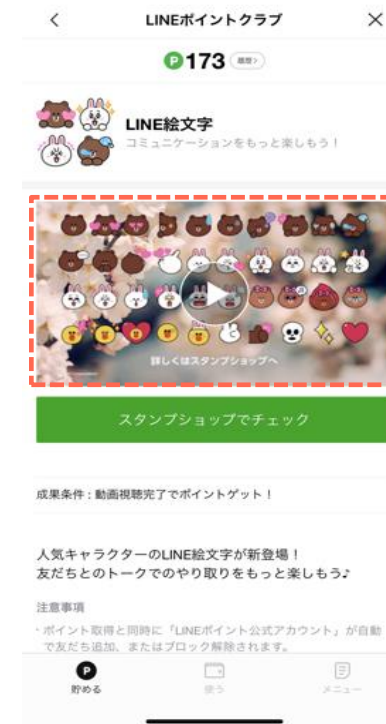 LINEポイントクラブ
P 173 履歴>
LINE絵文字
コミュニケーションをもっと楽しもう！
詳しくはスタンプショップへ
スタンプショップでチェック
成果条件：動画視聴完了でポイントゲット！
人気キャラクターのLINE絵文字が新登場！
友だちとのトークでのやり取りをもっと楽しもう♪
注意事項
・ポイント取得と同時に「LINEポイント公式アカウント」が自動
で友だち追加、またはブロック解除されます。
P
貯める
使う
メニュー